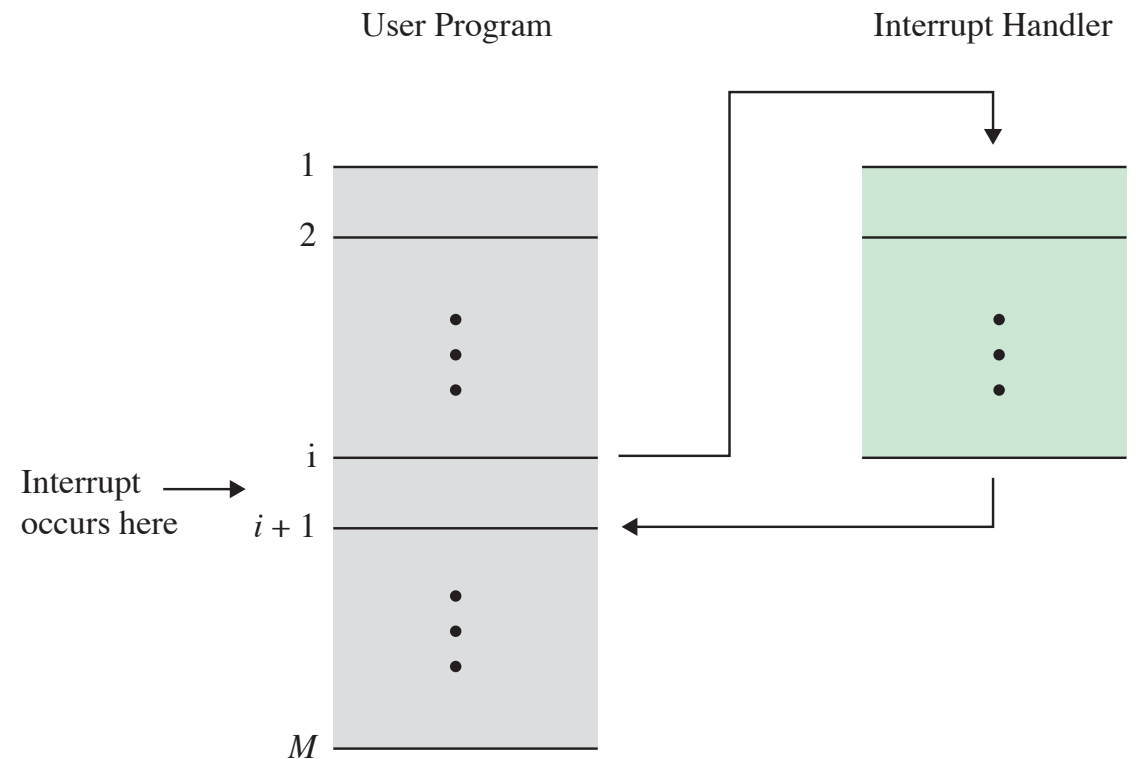 User Program
Interrupt Handler
1
2
i
Interrupt
occurs here
i + 1
M